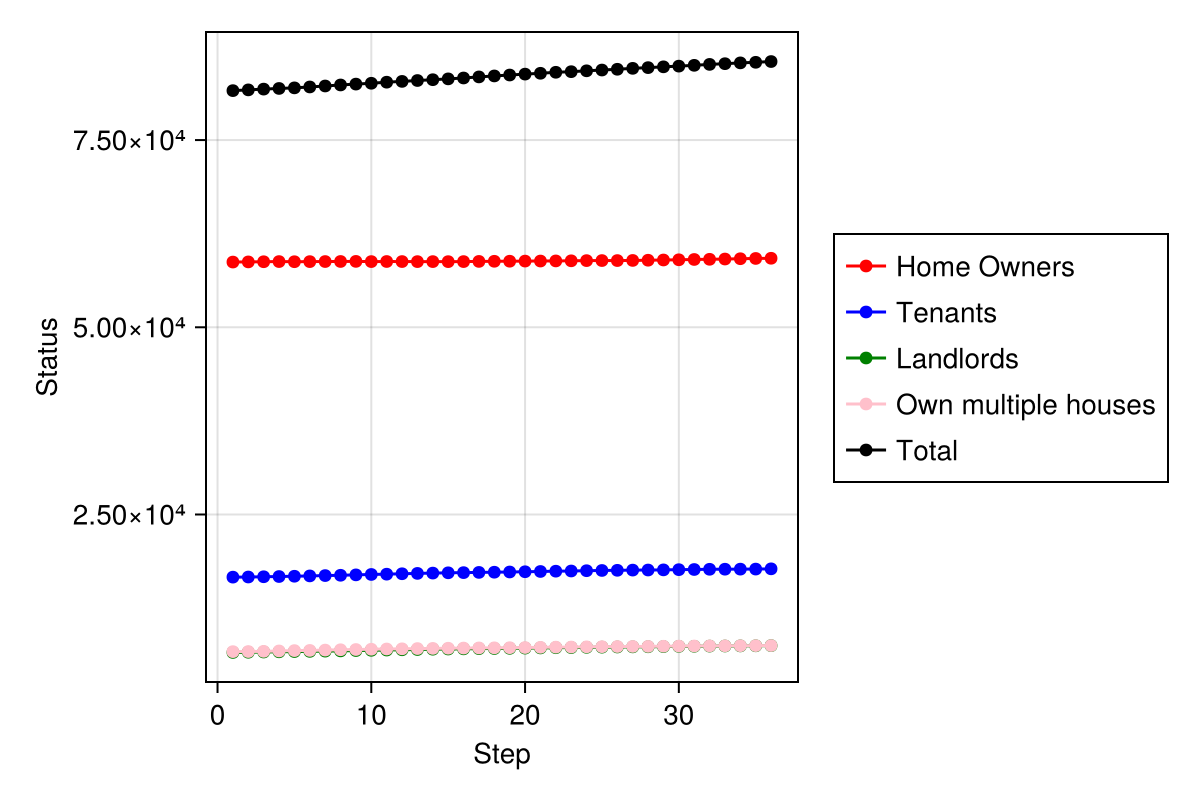 7.50×10⁴
5.00×10⁴
2.50×10⁴
Status
0 10 20 30
Step
Home Owners
Tenants
Landlords
Own multiple houses
Total